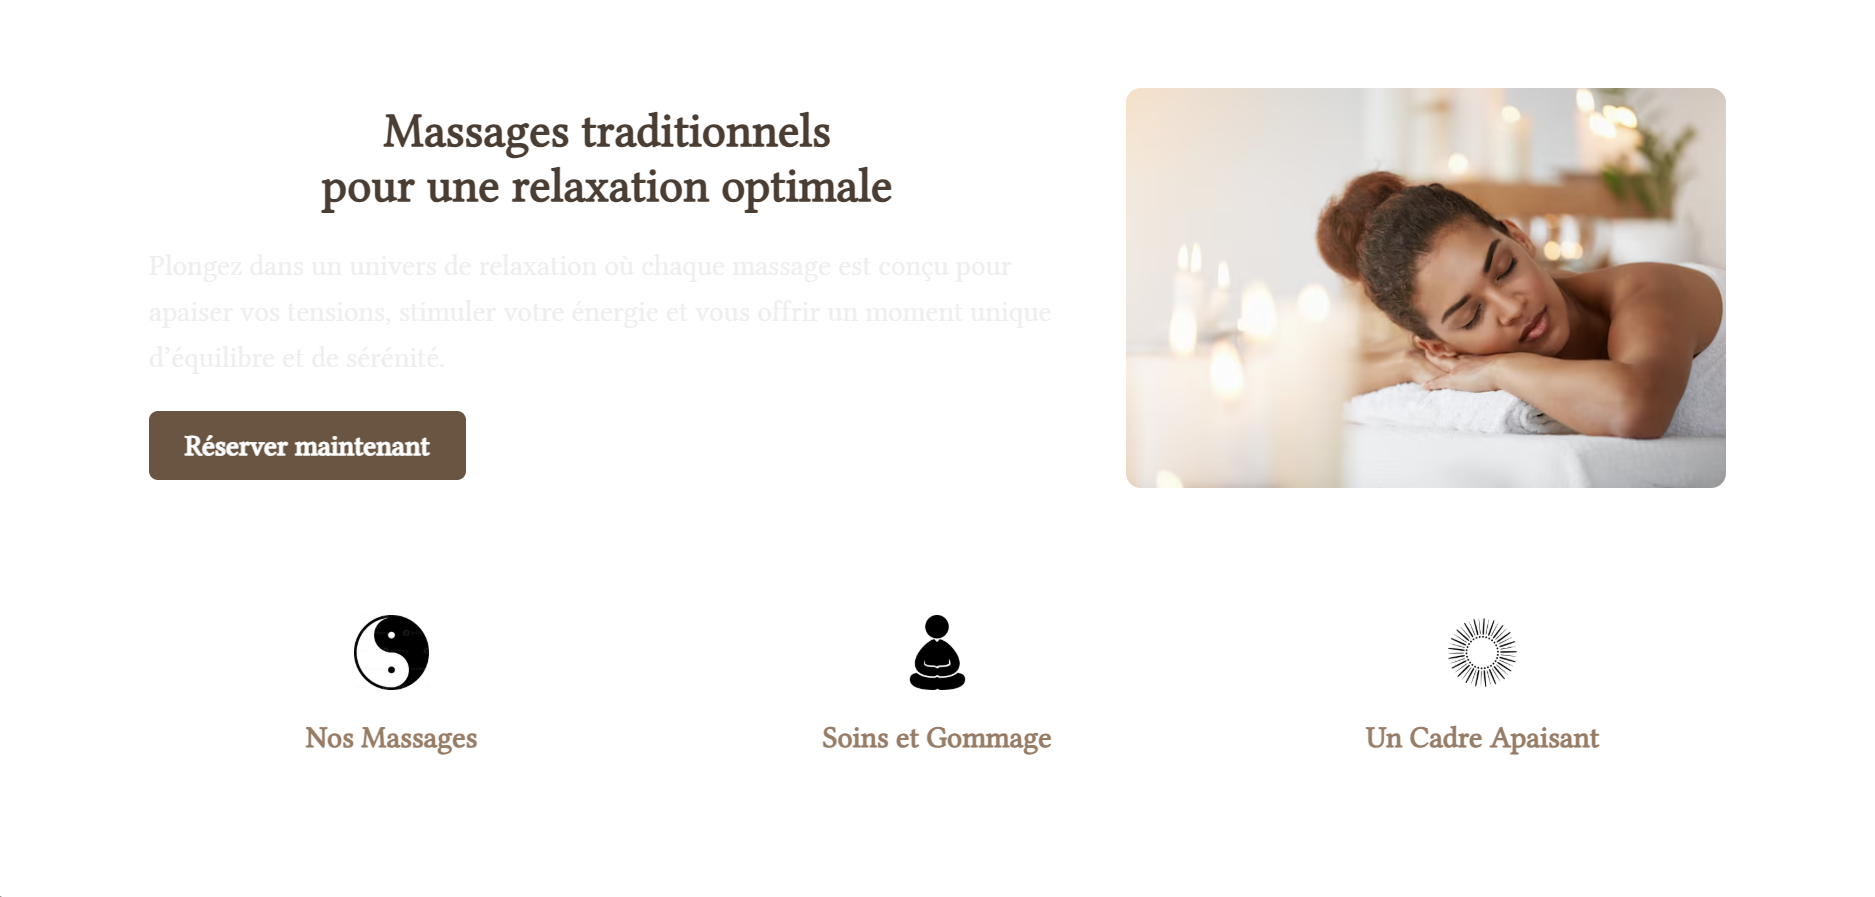 Massages traditionnels
pour une relaxation optimale
Plongez dans un univers de relaxation où chaque massage est conçu pour
apaiser vos tensions, stimuler votre énergie et vous offrir un moment unique
d’équilibre et de sérénité.
Réserver maintenant
Nos Massages
Soins et Gommage
Un Cadre Apaisant